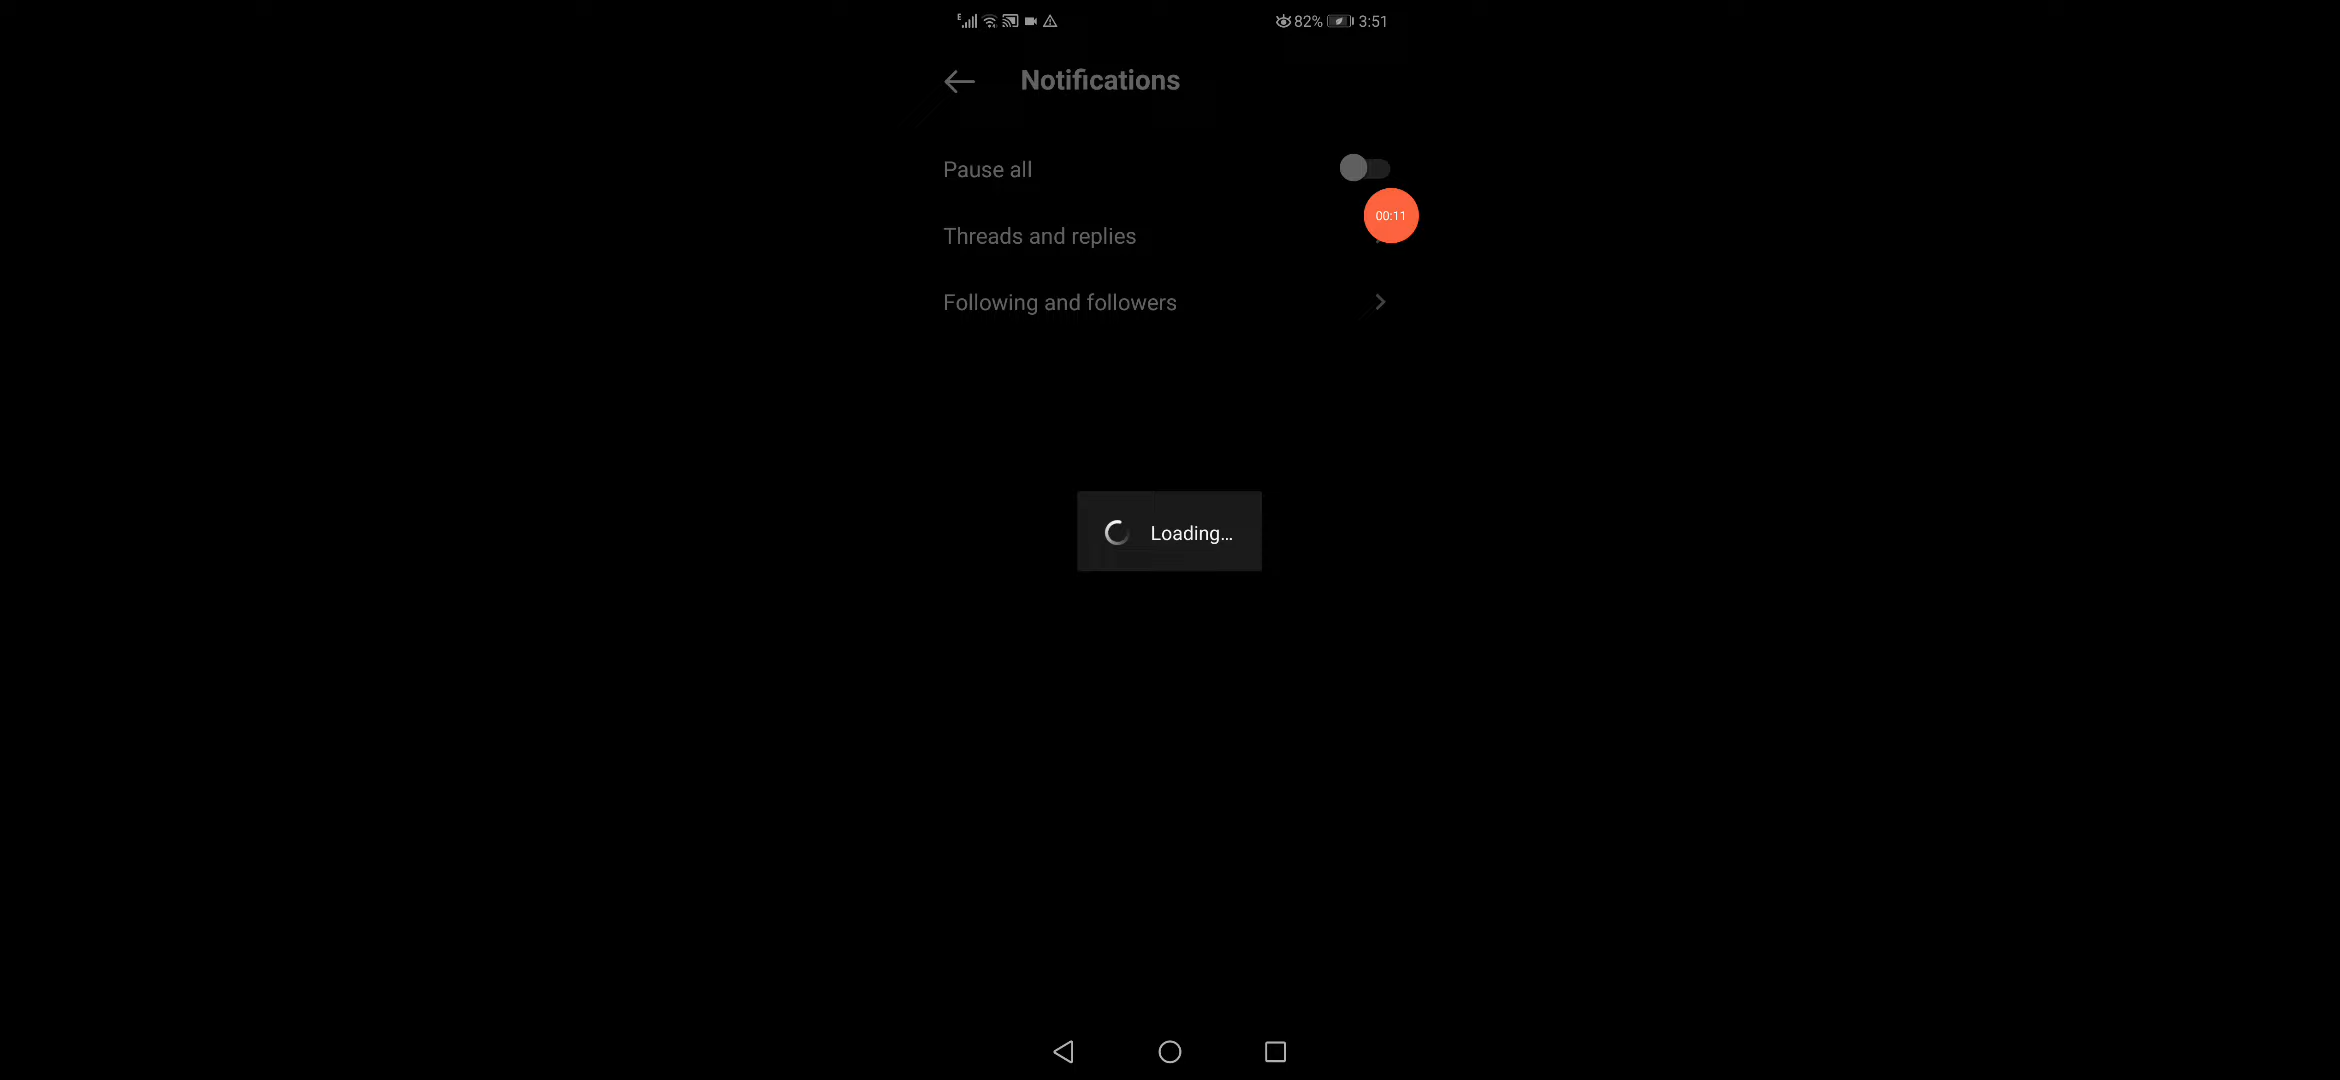 E 82% 3:51
Notifications
Pause all
00:11
Threads and replies
Following and followers
Loading...